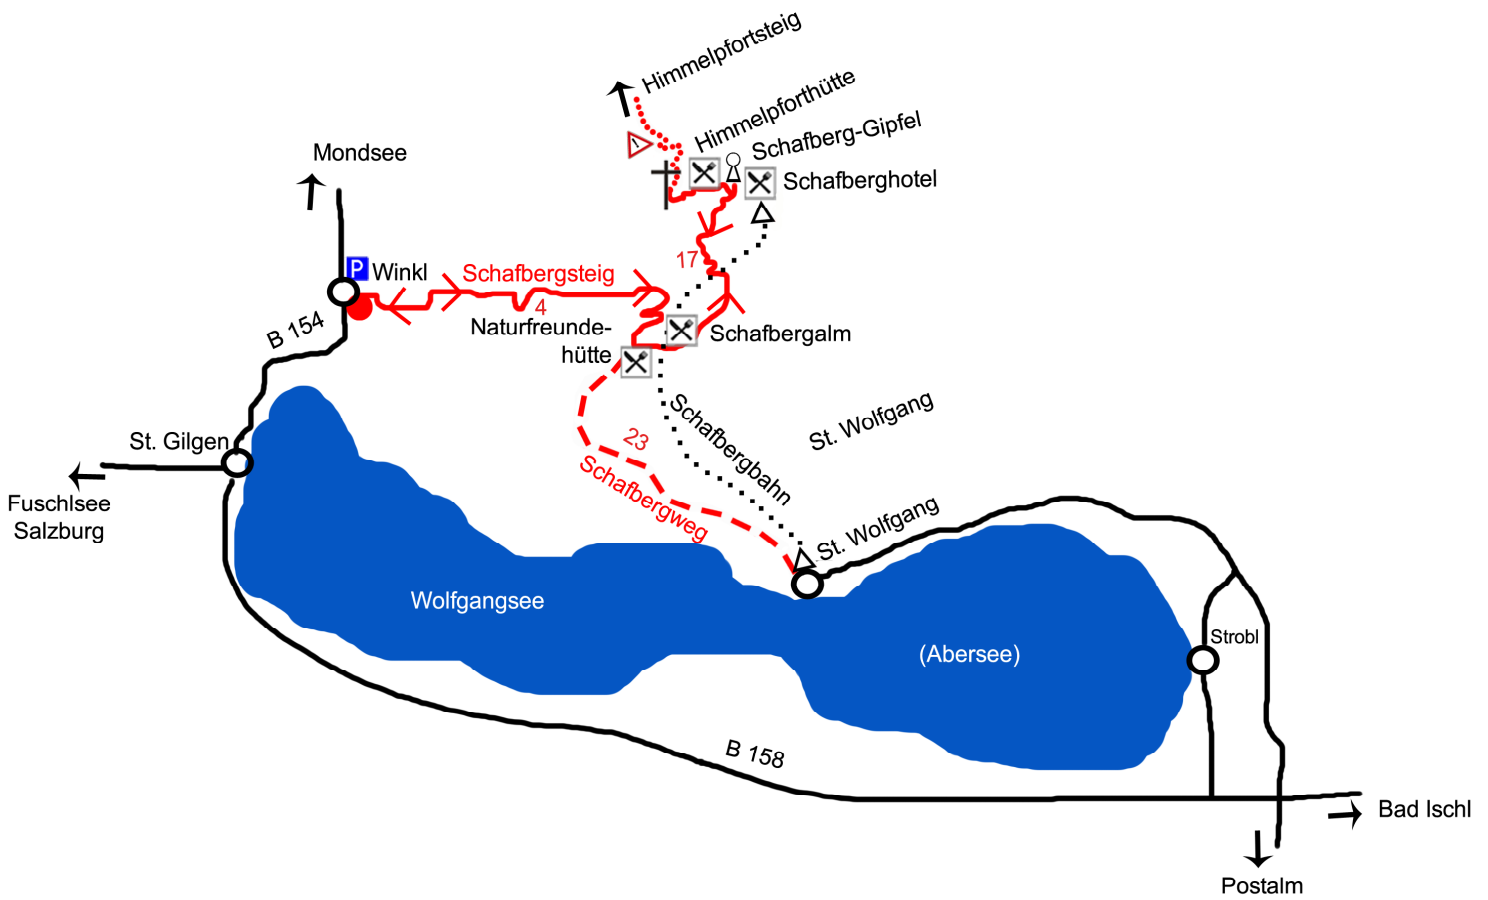 Himmelpfortsteig
Himmelpforthütte
Schafberg-Gipfel
Mondsee
Schafberghotel
P Winkl
Schafbergsteig
17
4
B 154
Naturfreunde-
hütte
Schafbergalm
St. Wolfgang
Schafbergbahn
St. Gilgen
23
Schafbergweg
Fuschlsee
Salzburg
St. Wolfgang
Wolfgangsee
(Abersee)
Strobl
B 158
Bad Ischl
Postalm